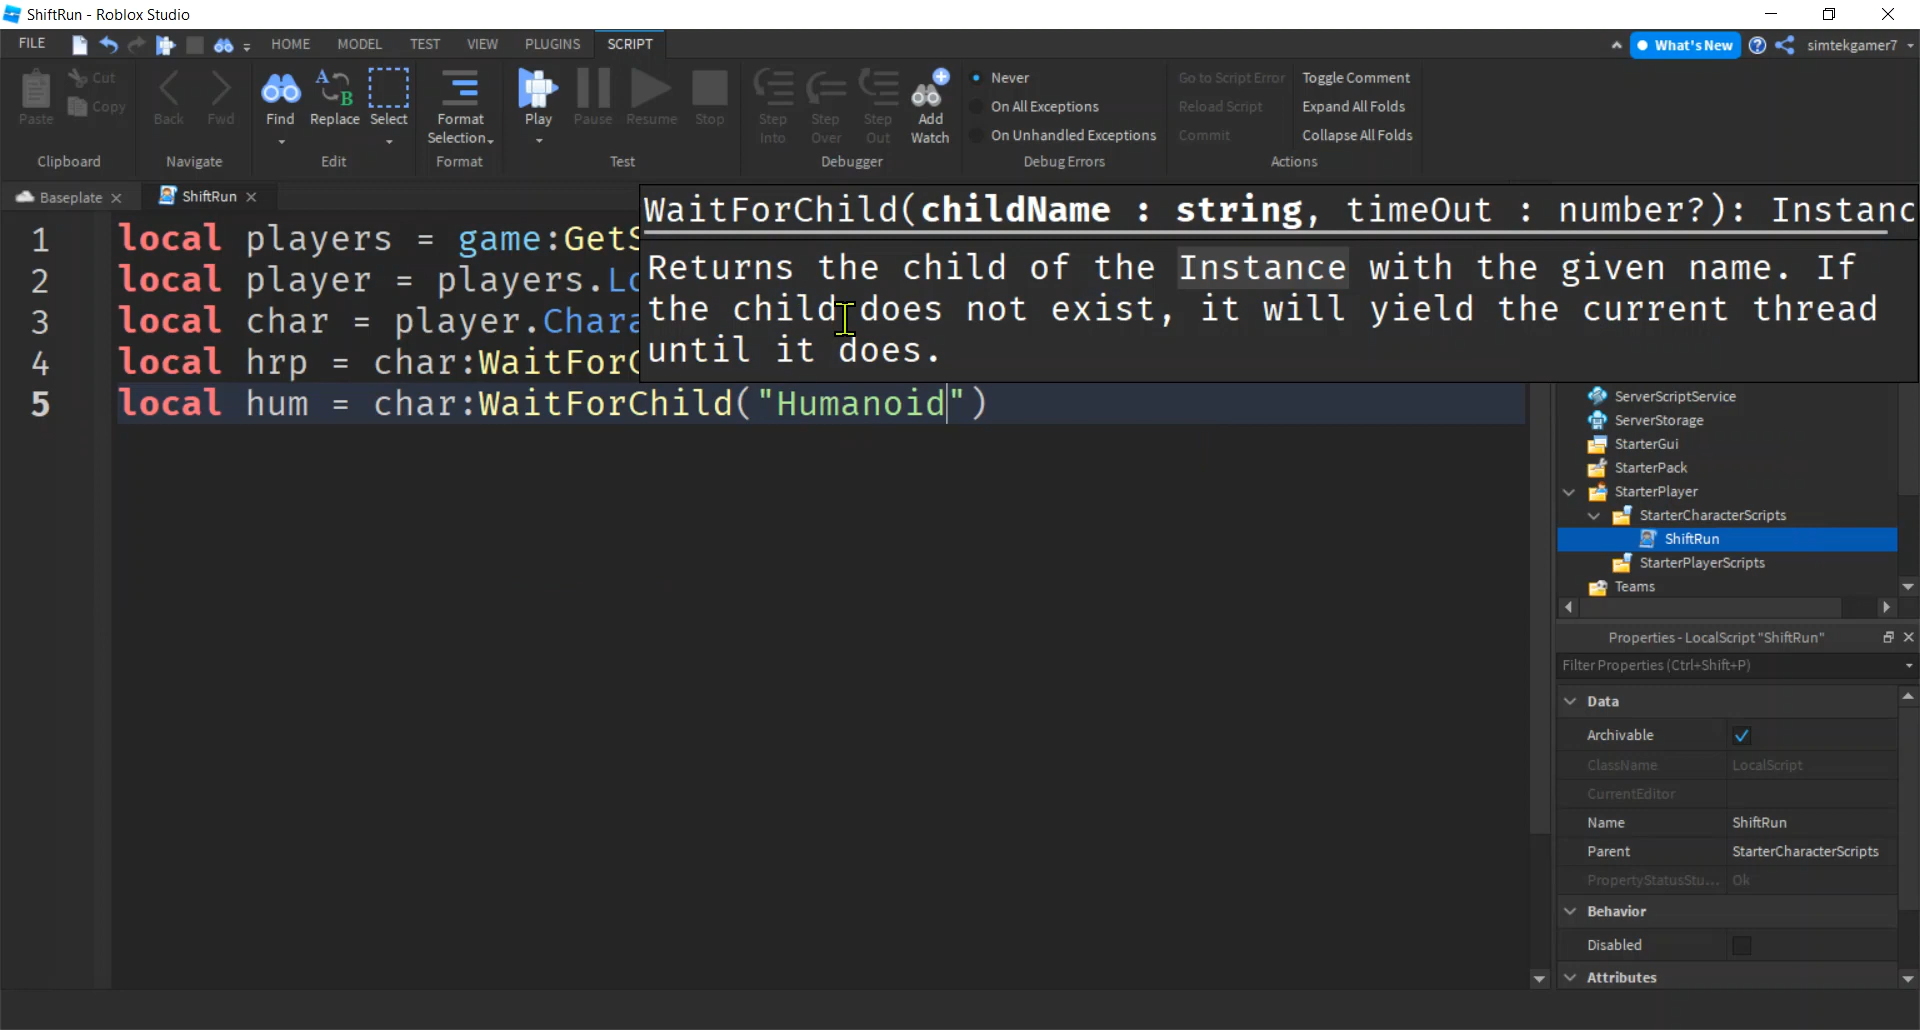 ShiftRun - Roblox Studio
FILE HOME MODEL TEST VIEW PLUGINS SCRIPT What's New simtekgamer7
Paste Cut Copy Back Fwd Find Replace Select Format Selection Play Pause Resume Stop Step Into Step Over Step Out Add Watch
Never
On All Exceptions
On Unhandled Exceptions
Go to Script Error
Reload Script
Commit
Toggle Comment
Expand All Folds
Collapse All Folds
Clipboard Navigate Edit Format Test Debugger Debug Errors Actions
Baseplate ShiftRun
WaitForChild(childName : string, timeOut : number?): Instanc
Returns the child of the Instance with the given name. If
the child does not exist, it will yield the current thread
until it does.
1 local players = game:GetS
2 local player = players.Lo
3 local char = player.Chara
4 local hrp = char:WaitForC
5 local hum = char:WaitForChild("Humanoid")
ServerScriptService
ServerStorage
StarterGui
StarterPack
StarterPlayer
StarterCharacterScripts
ShiftRun
StarterPlayerScripts
Teams
Properties - LocalScript "ShiftRun"
Filter Properties (Ctrl+Shift+P)
Data
Archivable
ClassName LocalScript
CurrentEditor
Name ShiftRun
Parent StarterCharacterScripts
PropertyStatusStu... Ok
Behavior
Disabled
Attributes